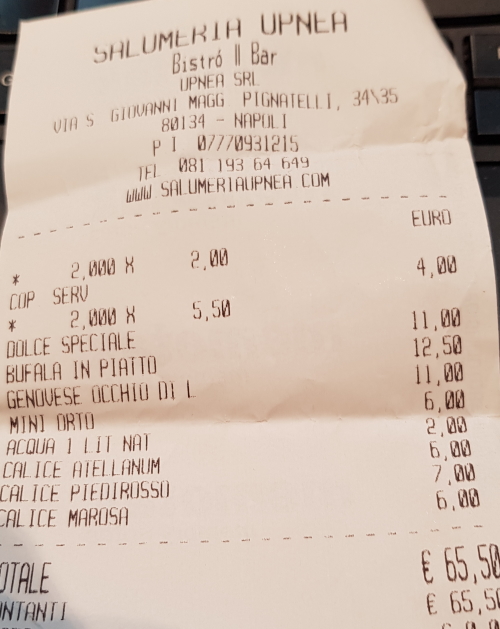 SALUMERIA UPNEA
Bistró || Bar
UPNEA SRL
VIA S GIOVANNI MAGG PIGNATELLI, 34\35
80134 - NAPOLI
P I 07770931215
TEL 081 193 64 649
WWW SALUMERIAUPNEA.COM
EURO
* 2,000 X 2,00
COP SERV 4,00
* 2,000 X 5,50
DOLCE SPECIALE 11,00
BUFALA IN PIATTO 12,50
GENOVESE OCCHIO DI L 11,00
MINI ORTO 6,00
ACQUA 1 LIT NAT 2,00
CALICE ATELLANUM 6,00
CALICE PIEDIROSSO 7,00
CALICE MAROSA 6,00
OTALE € 65,50
NTANTI € 65,50